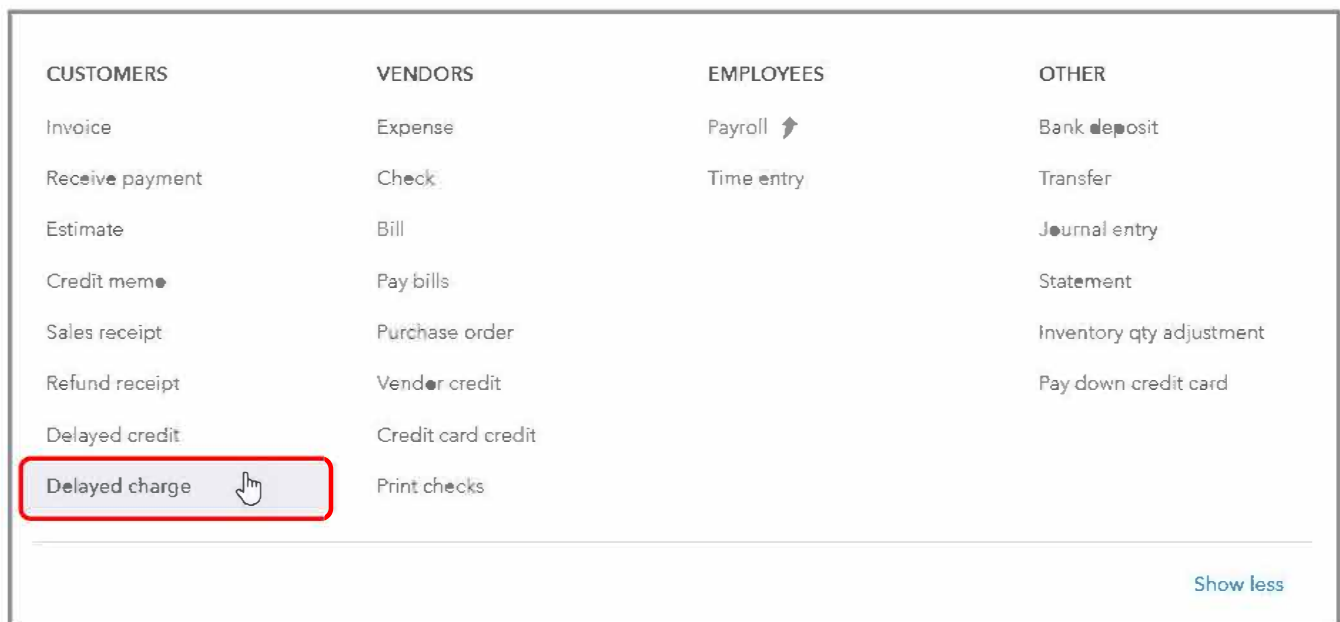 CUSTOMERS
Invoice
Receive payment
Estimate
Credit memo
Sales receipt
Refund receipt
Delayed credit
Delayed charge
VENDORS
Expense
Check
Bill
Pay bills
Purchase order
Vendor credit
Credit card credit
Print checks
EMPLOYEES
Payroll
Time entry
OTHER
Bank deposit
Transfer
Journal entry
Statement
Inventory qty adjustment
Pay down credit card
Show less